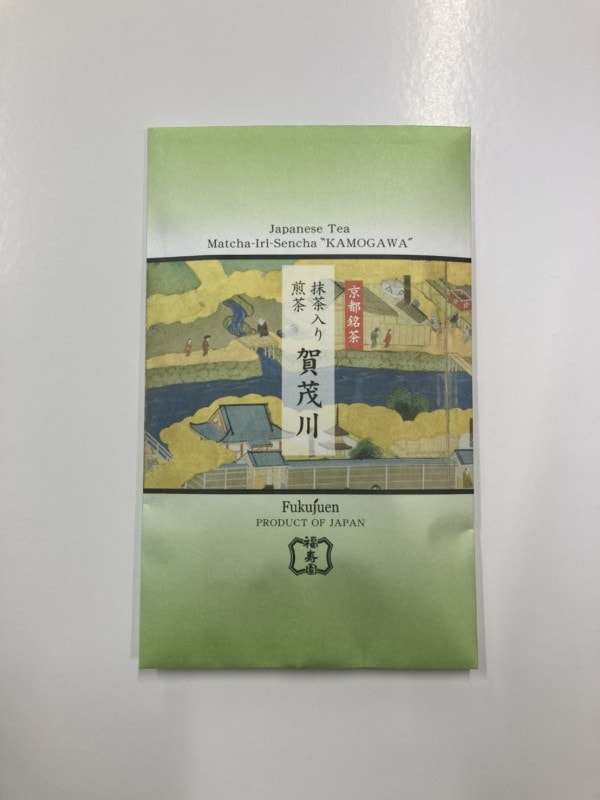 Japanese Tea
Matcha-Iri-Sencha "KAMOGAWA"
京都銘茶
抹茶入り
煎茶
賀茂川
Fukujuen
PRODUCT OF JAPAN
福寿園